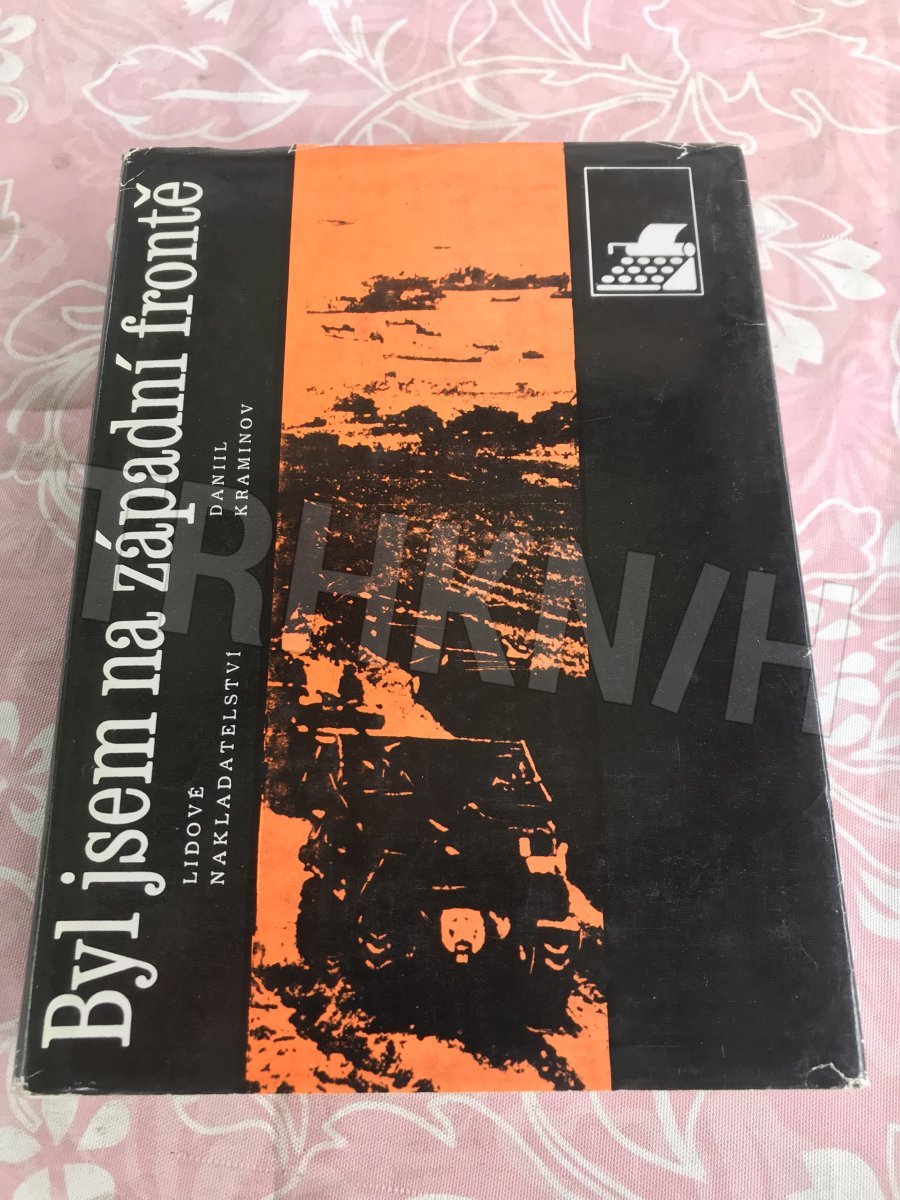 Byl jsem na západní frontě
DANIIL
KRAMINOV
LIDOVÉ
NAKLADATELSTVÍ
TRHKNIH